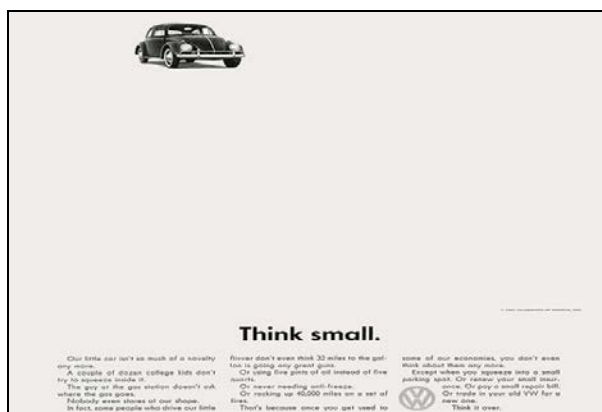 Think small.
Our little car isn't so much of a novelty
any more.
A couple of dozen college kids don't
try to squeeze inside it.
The guy at the gas station doesn't ask
where the gas goes.
Nobody even stares at our shape.
In fact, some people who drive our little
flivver don't even think 32 miles to the gal-
lon is going any great guns.
Or using five pints of oil instead of five
quarts.
Or never needing anti-freeze.
Or racking up 40,000 miles on a set of
tires.
That's because once you get used to
some of our economies, you don't even
think about them any more.
Except when you squeeze into a small
parking spot. Or renew your small insur-
ance. Or pay a small repair bill.
Or trade in your old VW for a
new one.
Think it over.